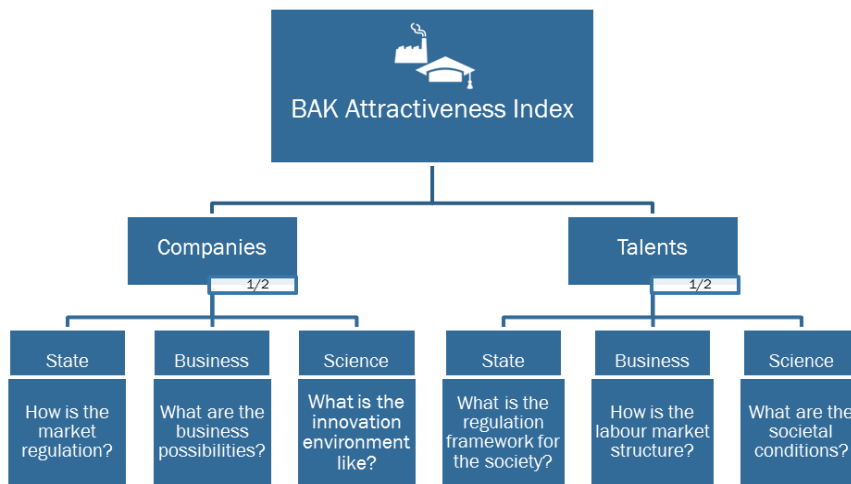 BAK Attractiveness Index
Companies
Talents
1/2
1/2
State
Business
Science
State
Business
Science
How is the
market
regulation?
What are the
business
possibilities?
What is the
innovation
environment
like?
What is the
regulation
framework for
the society?
How is the
labour market
structure?
What are the
societal
conditions?